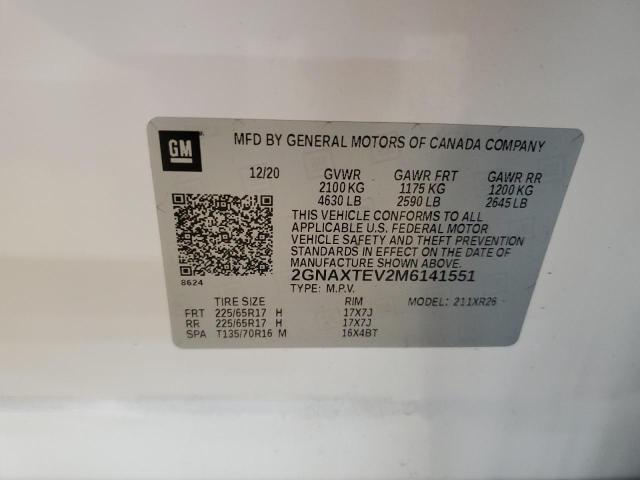 GM
MFD BY GENERAL MOTORS OF CANADA COMPANY
12/20 GVWR GAWR FRT GAWR RR
2100 KG 1175 KG 1200 KG
4630 LB 2590 LB 2645 LB
THIS VEHICLE CONFORMS TO ALL
APPLICABLE U.S. FEDERAL MOTOR
VEHICLE SAFETY AND THEFT PREVENTION
STANDARDS IN EFFECT ON THE DATE OF
MANUFACTURE SHOWN ABOVE.
8624
2GNAXTEV2M6141551
TYPE: M.P.V.
TIRE SIZE RIM MODEL: 211XR26
FRT 225/65R17 H 17X7J
RR 225/65R17 H 17X7J
SPA T135/70R16 M 16X4BT